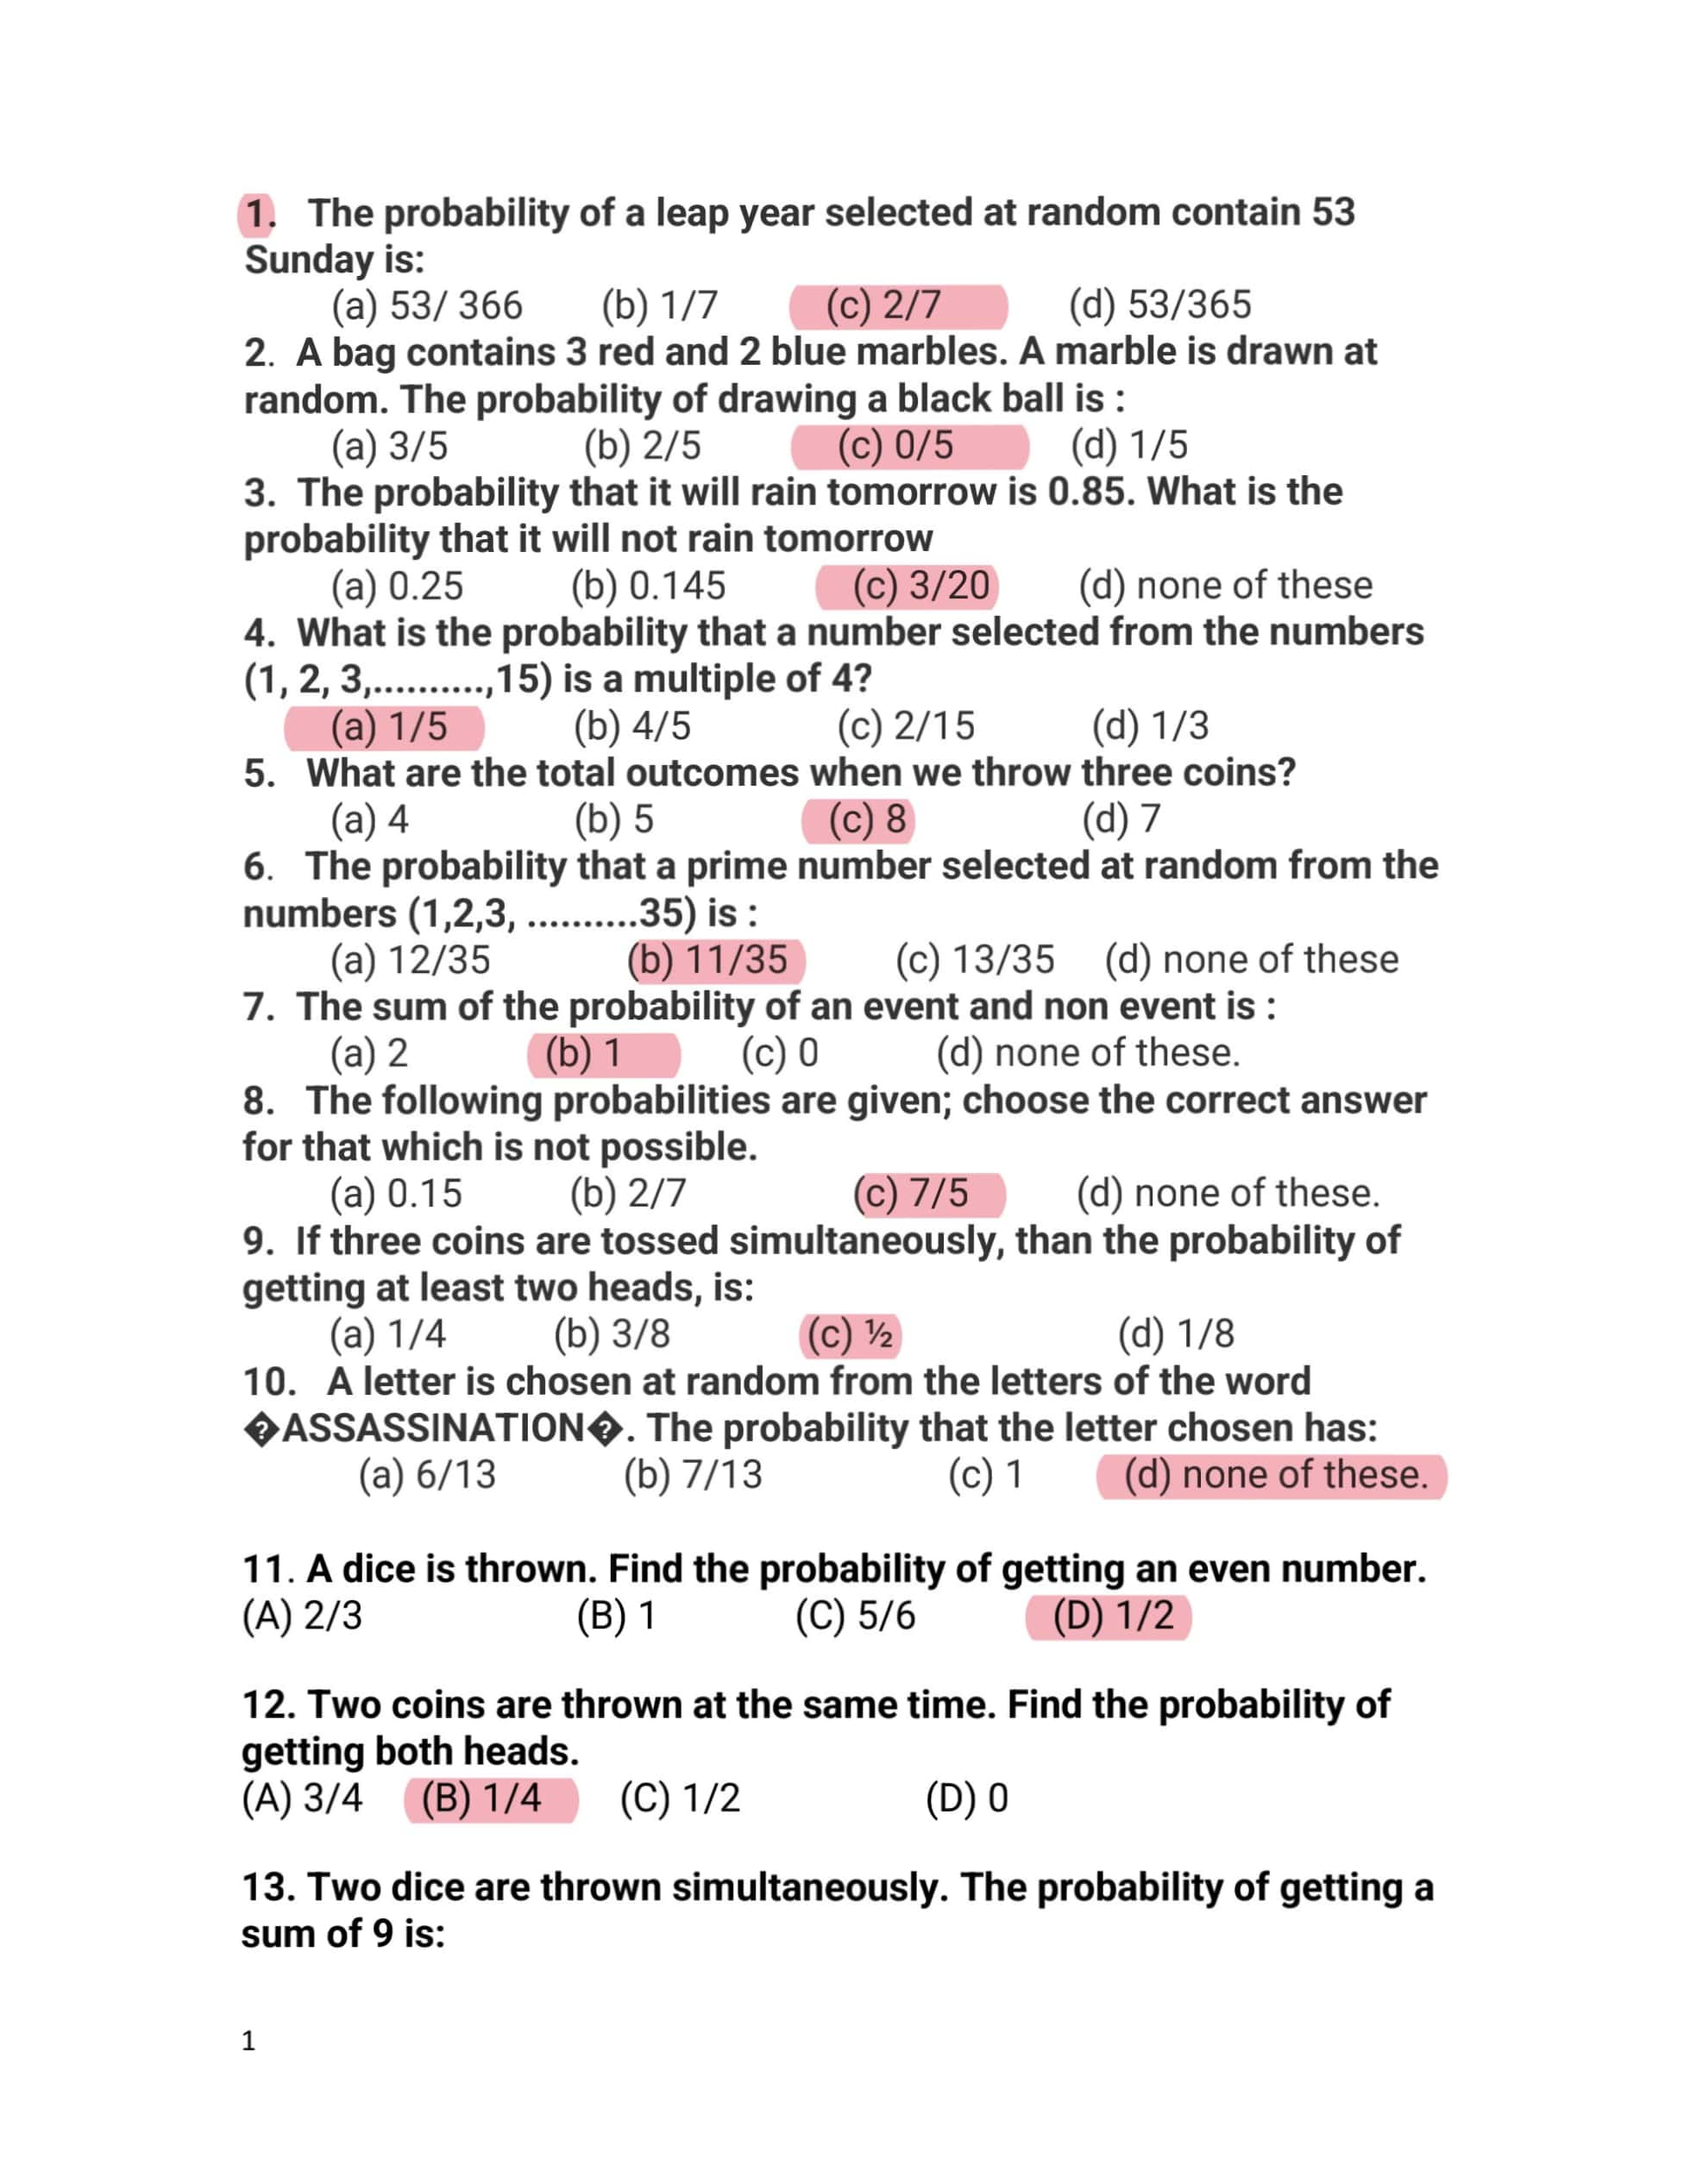 1. The probability of a leap year selected at random contain 53
Sunday is:
(a) 53/ 366 (b) 1/7 (c) 2/7 (d) 53/365
2. A bag contains 3 red and 2 blue marbles. A marble is drawn at
random. The probability of drawing a black ball is :
(a) 3/5 (b) 2/5 (c) 0/5 (d) 1/5
3. The probability that it will rain tomorrow is 0.85. What is the
probability that it will not rain tomorrow
(a) 0.25 (b) 0.145 (c) 3/20 (d) none of these
4. What is the probability that a number selected from the numbers
(1, 2, 3,..........,15) is a multiple of 4?
(a) 1/5 (b) 4/5 (c) 2/15 (d) 1/3
5. What are the total outcomes when we throw three coins?
(a) 4 (b) 5 (c) 8 (d) 7
6. The probability that a prime number selected at random from the
numbers (1,2,3, ..........35) is :
(a) 12/35 (b) 11/35 (c) 13/35 (d) none of these
7. The sum of the probability of an event and non event is :
(a) 2 (b) 1 (c) 0 (d) none of these.
8. The following probabilities are given; choose the correct answer
for that which is not possible.
(a) 0.15 (b) 2/7 (c) 7/5 (d) none of these.
9. If three coins are tossed simultaneously, than the probability of
getting at least two heads, is:
(a) 1/4 (b) 3/8 (c) ½ (d) 1/8
10. A letter is chosen at random from the letters of the word
�ASSASSINATION�. The probability that the letter chosen has:
(a) 6/13 (b) 7/13 (c) 1 (d) none of these.
11. A dice is thrown. Find the probability of getting an even number.
(A) 2/3 (B) 1 (C) 5/6 (D) 1/2
12. Two coins are thrown at the same time. Find the probability of
getting both heads.
(A) 3/4 (B) 1/4 (C) 1/2 (D) 0
13. Two dice are thrown simultaneously. The probability of getting a
sum of 9 is:
1